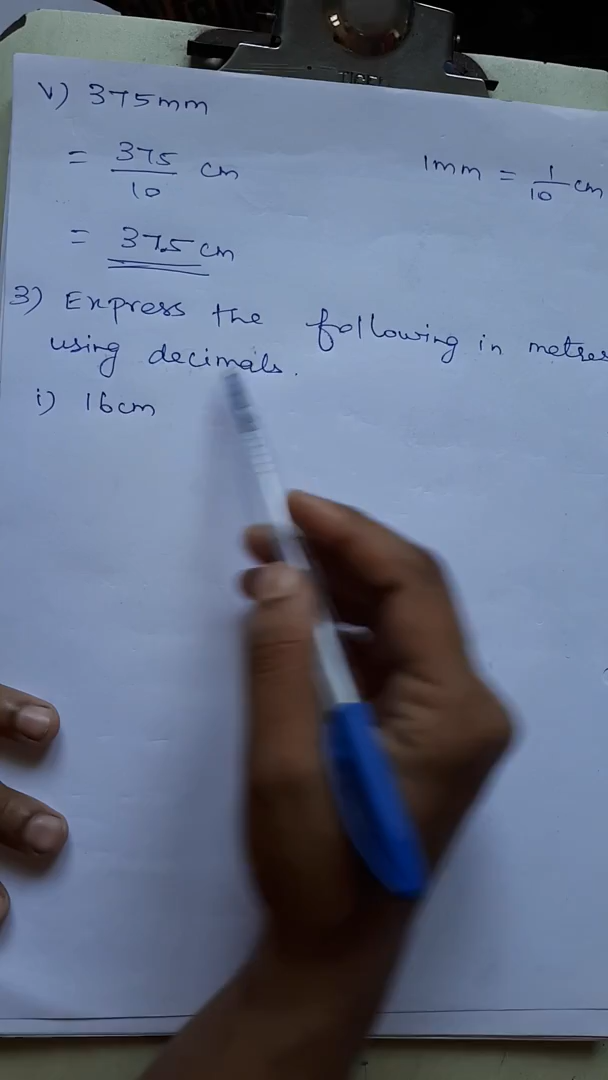 v) 375mm
= 375/10 cm
1mm = 1/10 cm
= 37.5 cm
3) Express the following in metres
using decimals.
i) 16cm